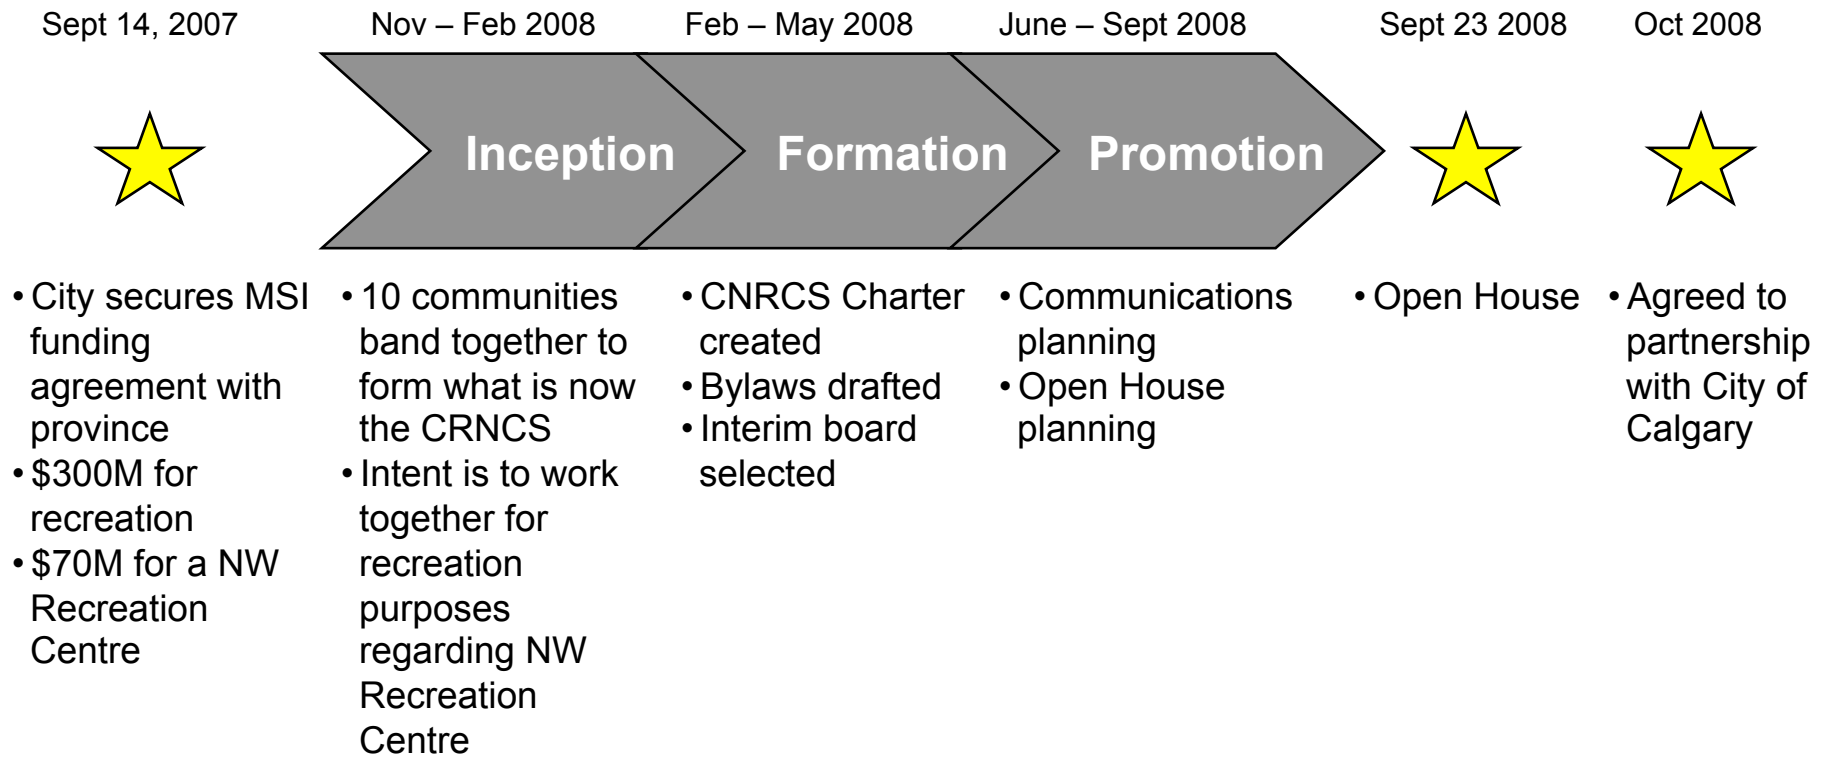 Sept 14, 2007
Nov – Feb 2008
Feb – May 2008
June – Sept 2008
Sept 23 2008
Oct 2008
Inception
Formation
Promotion
• City secures MSI
funding
agreement with
province
• $300M for
recreation
• $70M for a NW
Recreation
Centre
• 10 communities
band together to
form what is now
the CRNCS
• Intent is to work
together for
recreation
purposes
regarding NW
Recreation
Centre
• CNRCS Charter
created
• Bylaws drafted
• Interim board
selected
• Communications
planning
• Open House
planning
• Open House
• Agreed to
partnership
with City of
Calgary